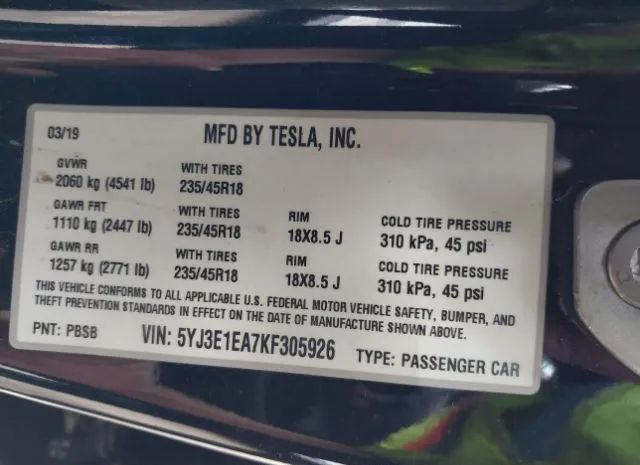 03/19 MFD BY TESLA, INC.
GVWR WITH TIRES
2060 kg (4541 lb) 235/45R18
GAWR FRT WITH TIRES RIM COLD TIRE PRESSURE
1110 kg (2447 lb) 235/45R18 18X8.5 J 310 kPa, 45 psi
GAWR RR WITH TIRES RIM COLD TIRE PRESSURE
1257 kg (2771 lb) 235/45R18 18X8.5 J 310 kPa, 45 psi
THIS VEHICLE CONFORMS TO ALL APPLICABLE U.S. FEDERAL MOTOR VEHICLE SAFETY, BUMPER, AND
THEFT PREVENTION STANDARDS IN EFFECT ON THE DATE OF MANUFACTURE SHOWN ABOVE.
PNT: PBSB VIN: 5YJ3E1EA7KF305926 TYPE: PASSENGER CAR